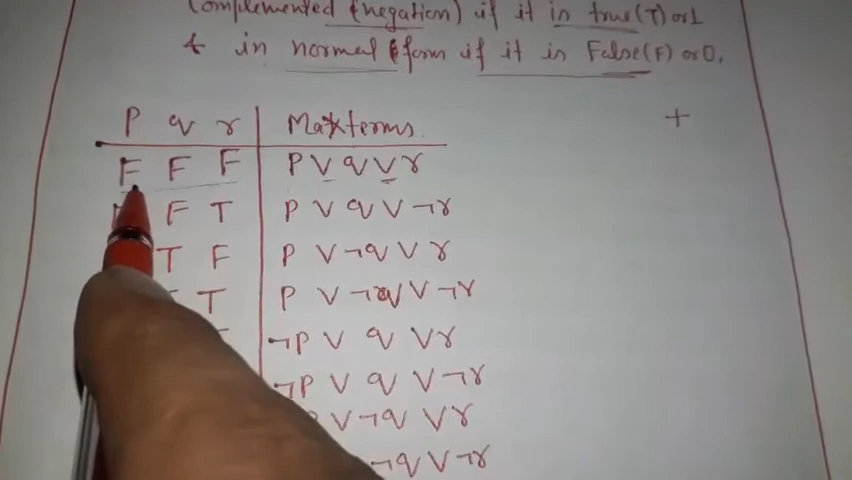 Complemented (negation) if it is true(T) or 1
& in normal form if it is False(F) or 0.
P q r Maxterms.
F F F P V q V r
F T P V q V ¬r
T F P V ¬q V r
T P V ¬q V ¬r
¬P V q V r
¬P V q V ¬r
P V ¬q V r
¬q V ¬r
+